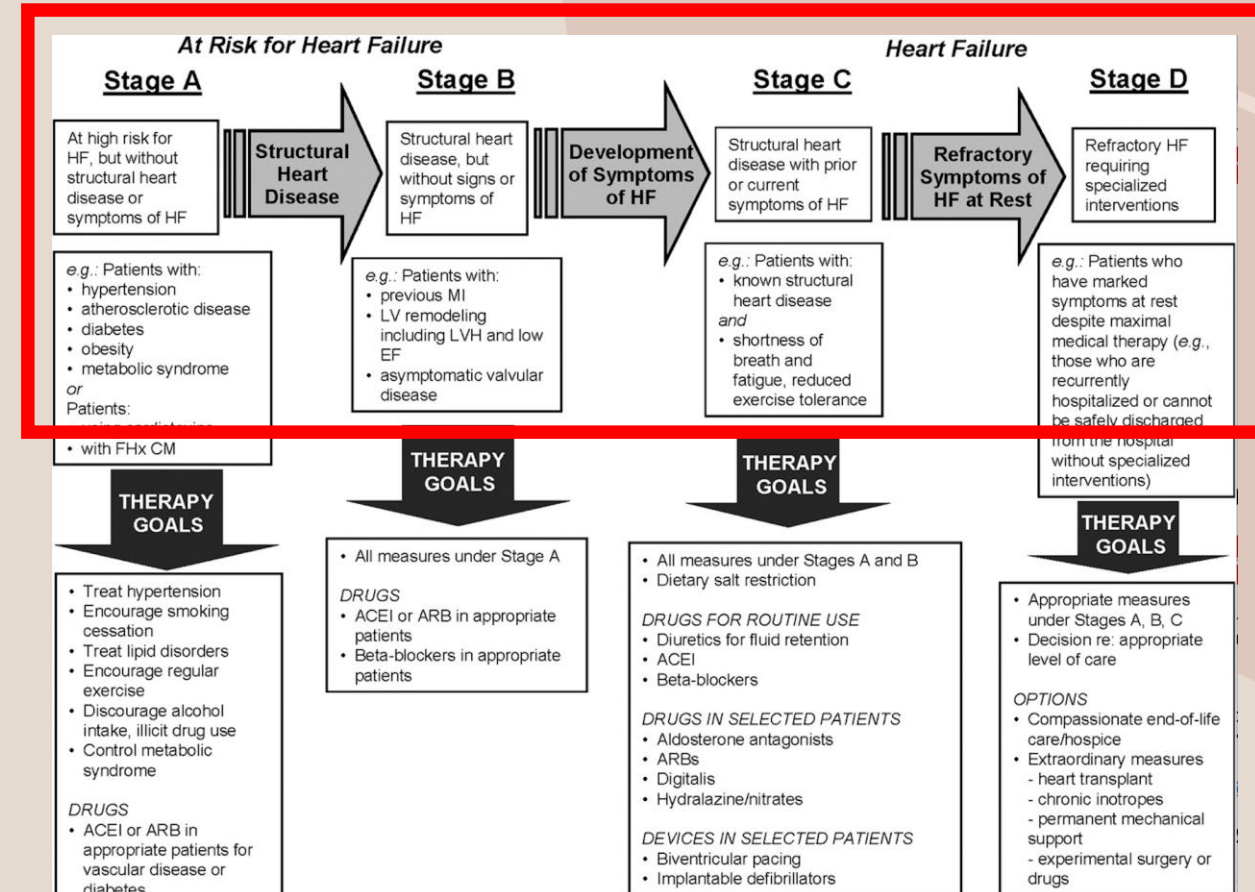 At Risk for Heart Failure
Heart Failure
Stage A
Stage B
Stage C
Stage D
At high risk for
HF, but without
structural heart
disease or
symptoms of HF
Structural
Heart
Disease
Structural heart
disease, but
without signs or
symptoms of
HF
Development
of Symptoms
of HF
Structural heart
disease with prior
or current
symptoms of HF
Refractory
Symptoms of
HF at Rest
Refractory HF
requiring
specialized
interventions
e.g.: Patients with:
• hypertension
• atherosclerotic disease
• diabetes
• obesity
• metabolic syndrome
or
Patients:
• with FHx CM
e.g.: Patients with:
• previous MI
• LV remodeling
including LVH and low
EF
• asymptomatic valvular
disease
e.g.: Patients with:
• known structural
heart disease
and
• shortness of
breath and
fatigue, reduced
exercise tolerance
e.g.: Patients who
have marked
symptoms at rest
despite maximal
medical therapy (e.g.,
those who are
recurrently
hospitalized or cannot
be safely discharged
from the hospital
without specialized
interventions)
THERAPY
GOALS
THERAPY
GOALS
THERAPY
GOALS
THERAPY
GOALS
• Treat hypertension
• Encourage smoking
cessation
• Treat lipid disorders
• Encourage regular
exercise
• Discourage alcohol
intake, illicit drug use
• Control metabolic
syndrome
DRUGS
• ACEI or ARB in
appropriate patients for
vascular disease or
diabetes
• All measures under Stage A
DRUGS
• ACEI or ARB in appropriate
patients
• Beta-blockers in appropriate
patients
• All measures under Stages A and B
• Dietary salt restriction
DRUGS FOR ROUTINE USE
• Diuretics for fluid retention
• ACEI
• Beta-blockers
DRUGS IN SELECTED PATIENTS
• Aldosterone antagonists
• ARBs
• Digitalis
• Hydralazine/nitrates
DEVICES IN SELECTED PATIENTS
• Biventricular pacing
• Implantable defibrillators
• Appropriate measures
under Stages A, B, C
• Decision re: appropriate
level of care
OPTIONS
• Compassionate end-of-life
care/hospice
• Extraordinary measures
- heart transplant
- chronic inotropes
- permanent mechanical
support
- experimental surgery or
drugs